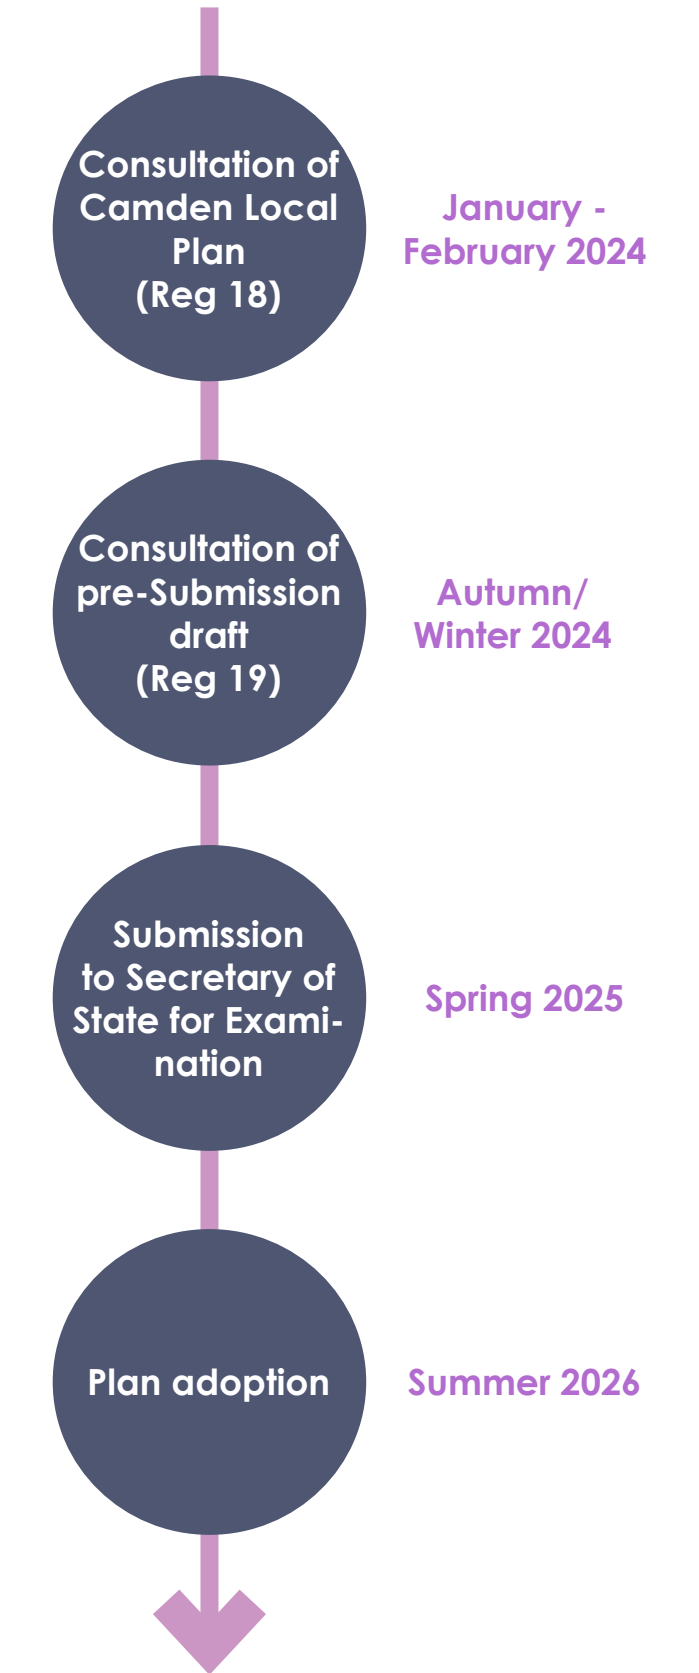 Consultation of
Camden Local
Plan
(Reg 18)
January -
February 2024
Consultation of
pre-Submission
draft
(Reg 19)
Autumn/
Winter 2024
Submission
to Secretary of
State for Exami-
nation
Spring 2025
Plan adoption
Summer 2026